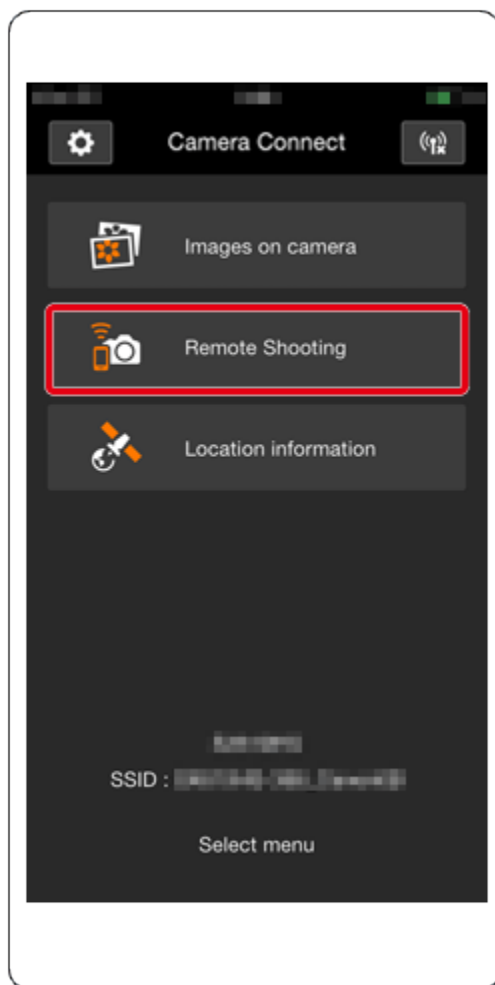 Camera Connect
Images on camera
Remote Shooting
Location information
SSID :
Select menu